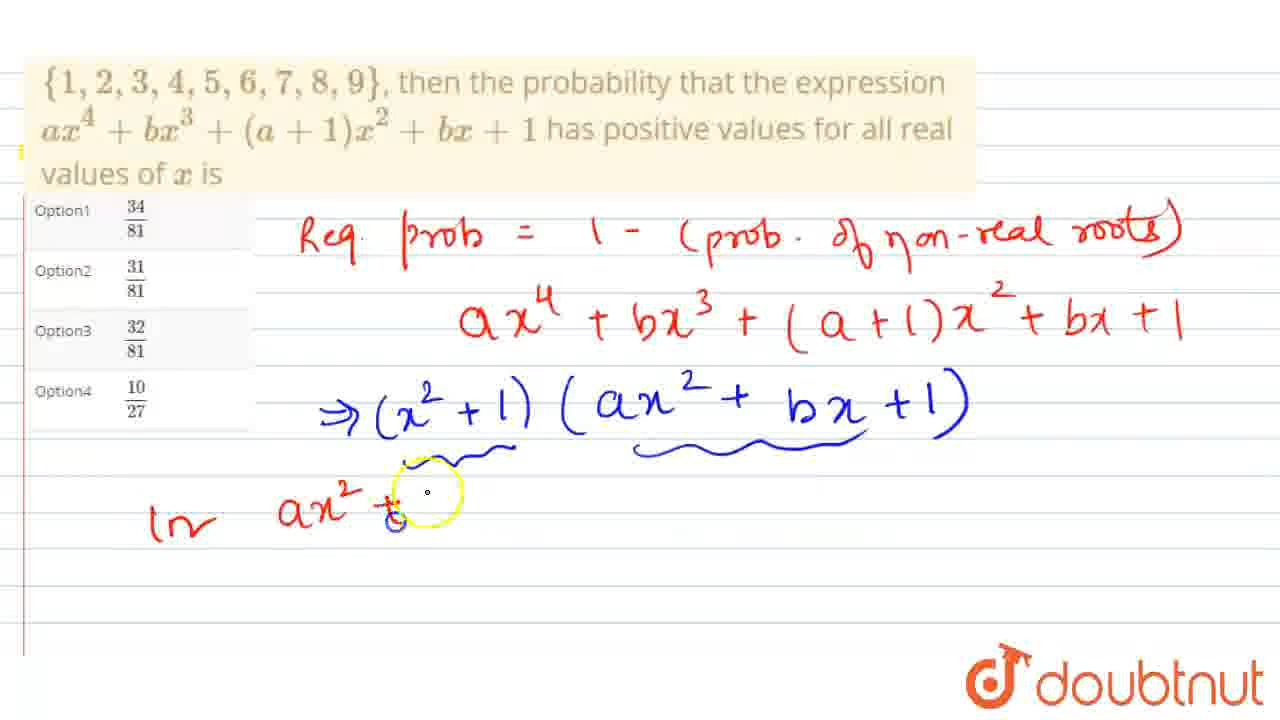 {1, 2, 3, 4, 5, 6, 7, 8, 9}, then the probability that the expression
ax⁴ + bx³ + (a + 1)x² + bx + 1 has positive values for all real
values of x is
Option1 34/81
Option2 31/81
Option3 32/81
Option4 10/27
Req. prob = 1 - (prob. of non-real roots)
ax⁴ + bx³ + (a+1)x² + bx + 1
⇒ (x² + 1) (ax² + bx + 1)
In ax² +
doubtnut